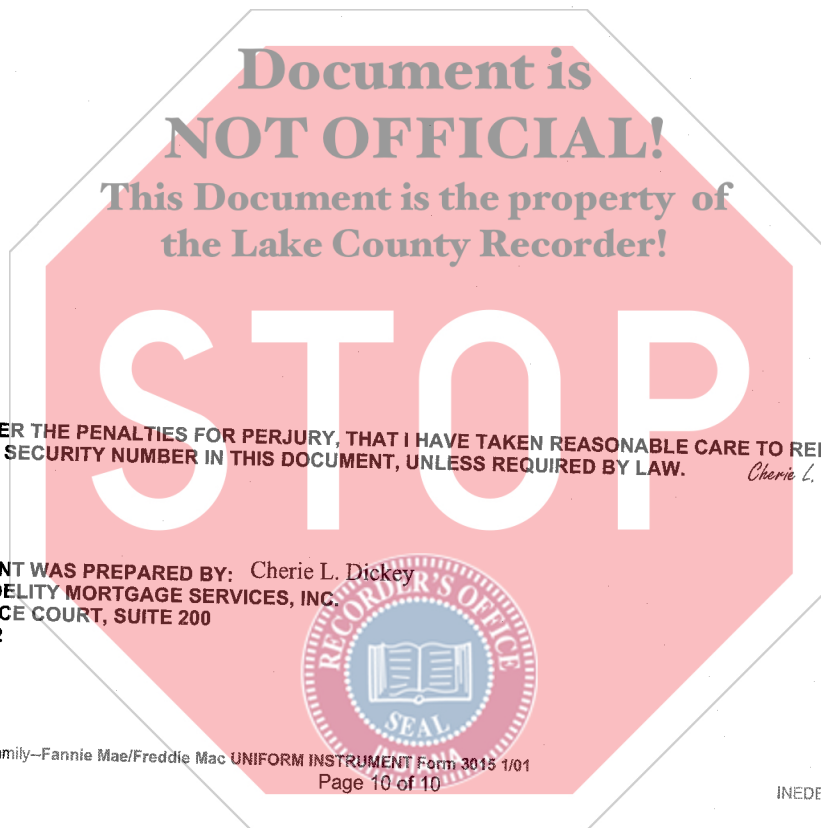 Document is
NOT OFFICIAL!
This Document is the property of
the Lake County Recorder!
STOP
ER THE PENALTIES FOR PERJURY, THAT I HAVE TAKEN REASONABLE CARE TO RE
SECURITY NUMBER IN THIS DOCUMENT, UNLESS REQUIRED BY LAW. Cherie L.
NT WAS PREPARED BY: Cherie L. Dickey
ELITY MORTGAGE SERVICES, INC.
CE COURT, SUITE 200
2
RECORDER'S OFFICE
SEAL
INDIANA
mily--Fannie Mae/Freddie Mac UNIFORM INSTRUMENT Form 3015 1/01
Page 10 of 10
INEDE